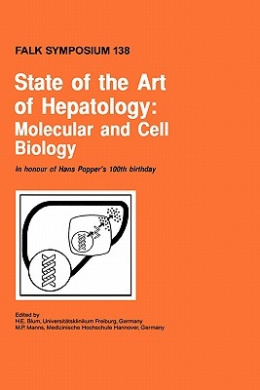 FALK SYMPOSIUM 138
State of the Art
of Hepatology:
Molecular and Cell
Biology
in honour of Hans Popper's 100th birthday
Edited by
H.E. Blum, Universitätsklinikum Freiburg, Germany
M.P. Manns, Medizinische Hochschule Hannover, Germany